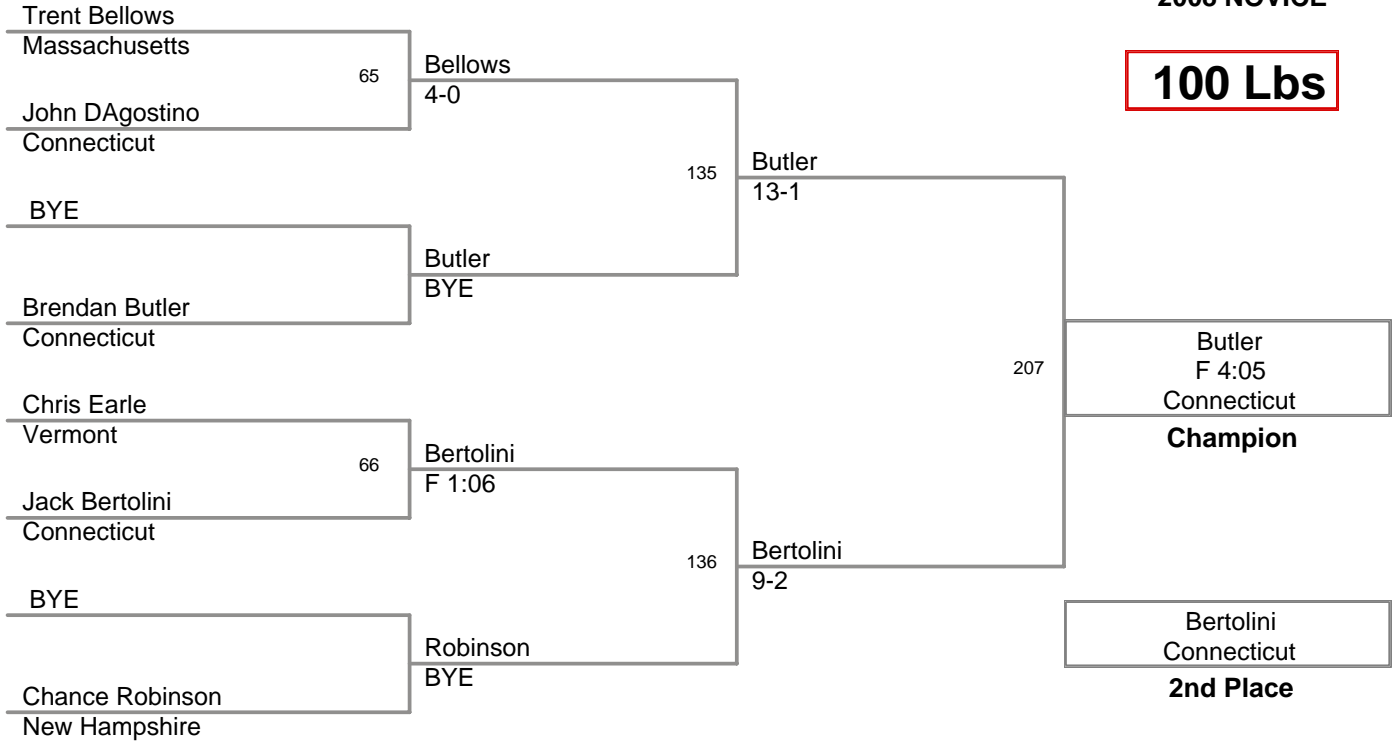 2008 NOVICE
100 Lbs
Trent Bellows
Massachusetts
65
John DAgostino
Connecticut
BYE
Brendan Butler
Connecticut
Chris Earle
Vermont
66
Jack Bertolini
Connecticut
BYE
Chance Robinson
New Hampshire
Bellows
4-0
135
Butler
BYE
Bertolini
F 1:06
136
Robinson
BYE
Butler
13-1
207
Bertolini
9-2
Butler
F 4:05
Connecticut
Champion
Bertolini
Connecticut
2nd Place